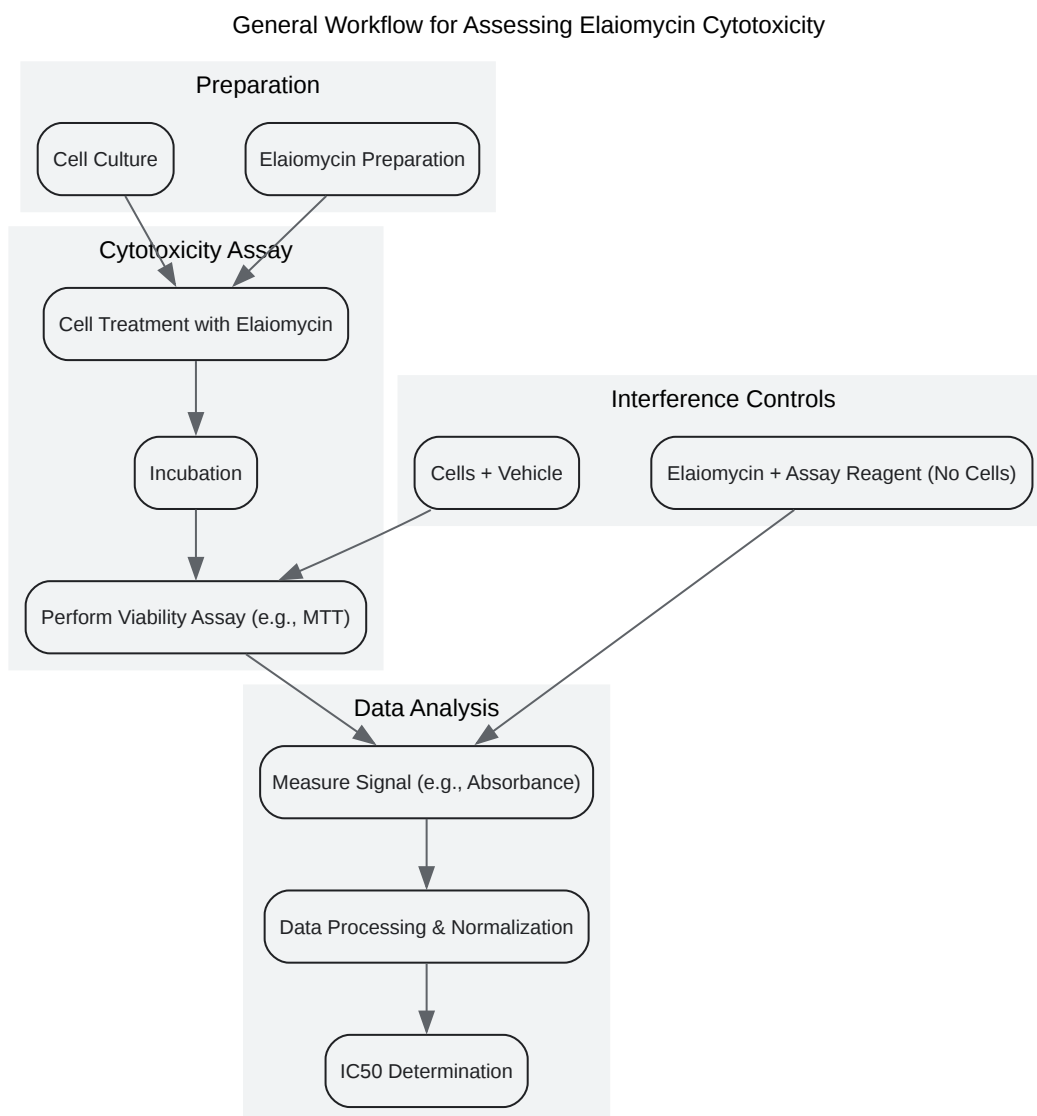 General Workflow for Assessing Elaiomycin Cytotoxicity
Preparation
Cell Culture
Elaiomycin Preparation
Cytotoxicity Assay
Cell Treatment with Elaiomycin
Interference Controls
Incubation
Cells + Vehicle
Elaiomycin + Assay Reagent (No Cells)
Perform Viability Assay (e.g., MTT)
Data Analysis
Measure Signal (e.g., Absorbance)
Data Processing & Normalization
IC50 Determination